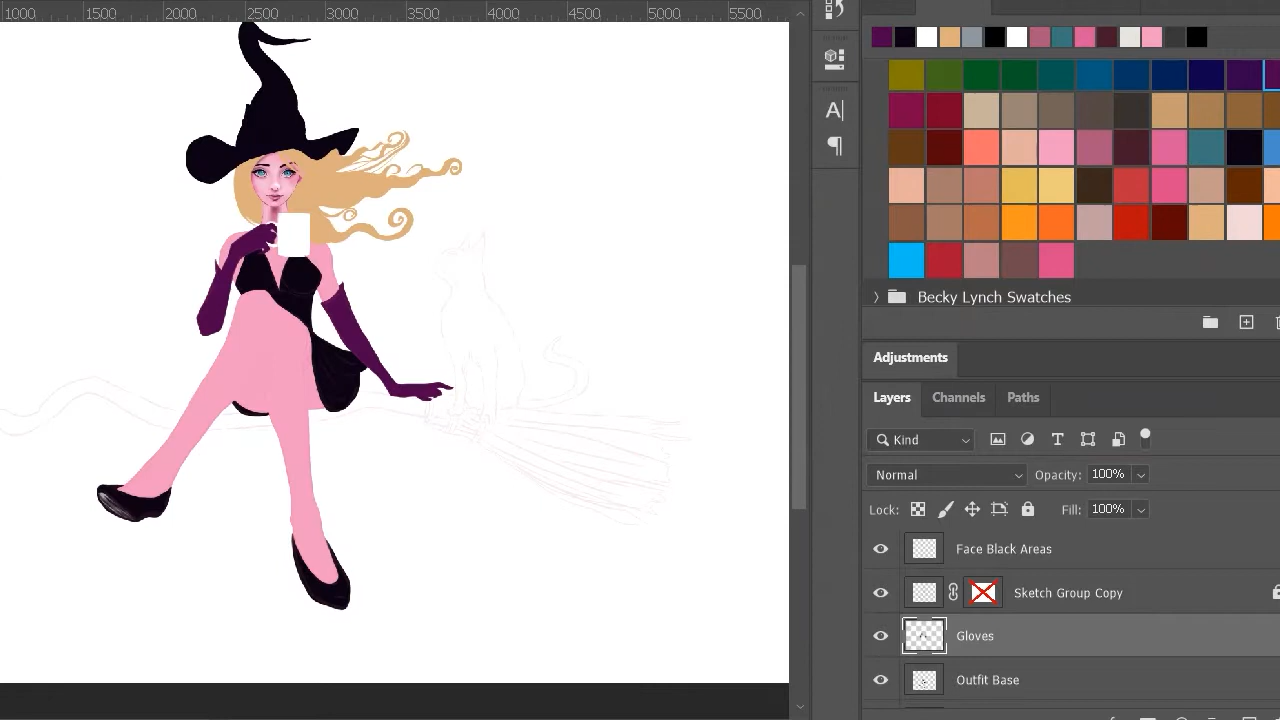 1000 1500 2000 2500 3000 3500 4000 4500 5000 5500
A|
Becky Lynch Swatches
Adjustments
Layers Channels Paths
Kind
Normal Opacity: 100%
Lock: Fill: 100%
Face Black Areas
Sketch Group Copy
Gloves
Outfit Base